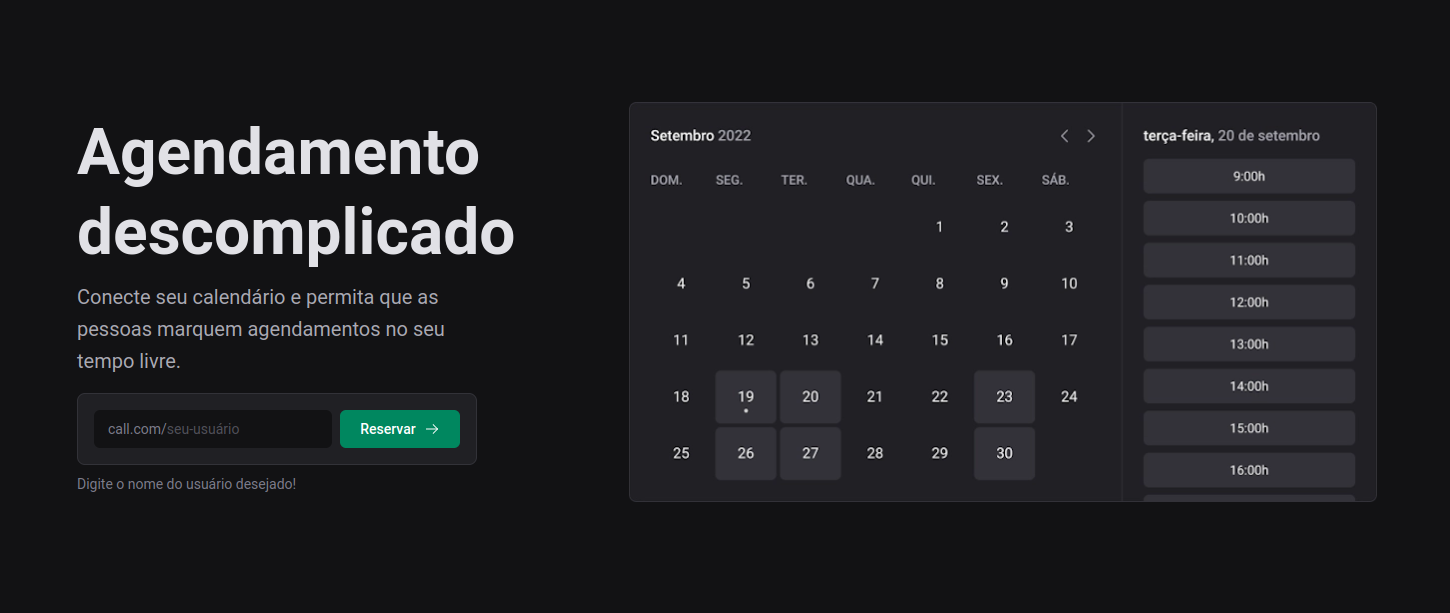 Agendamento
descomplicado
Conecte seu calendário e permita que as
pessoas marquem agendamentos no seu
tempo livre.
call.com/seu-usuário
Reservar →
Digite o nome do usuário desejado!
Setembro 2022
DOM. SEG. TER. QUA. QUI. SEX. SÁB.
1 2 3
4 5 6 7 8 9 10
11 12 13 14 15 16 17
18 19 20 21 22 23 24
25 26 27 28 29 30
terça-feira, 20 de setembro
9:00h
10:00h
11:00h
12:00h
13:00h
14:00h
15:00h
16:00h